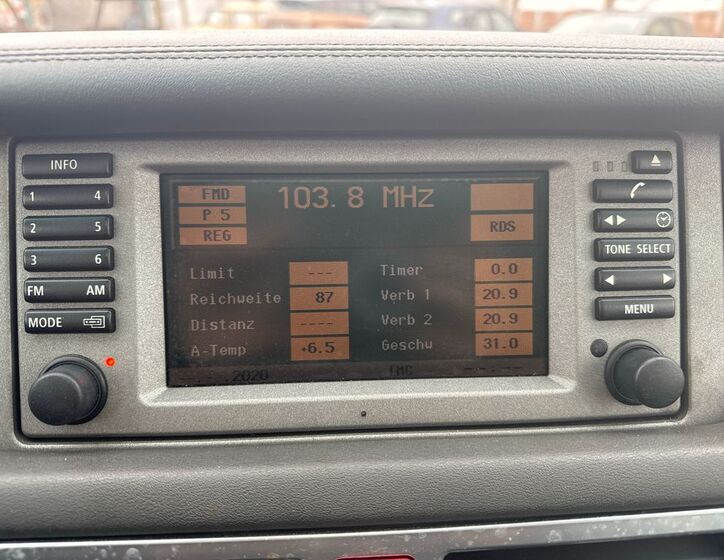 INFO
1 4
2 5
3 6
FM AM
MODE
FMD
P 5
REG
103.8 MHz
RDS
Limit ---
Reichweite 87
Distanz ----
A-Temp +6.5
Timer 0.0
Verb 1 20.9
Verb 2 20.9
Geschw 31.0
2020
TMC
--:--
TONE SELECT
MENU